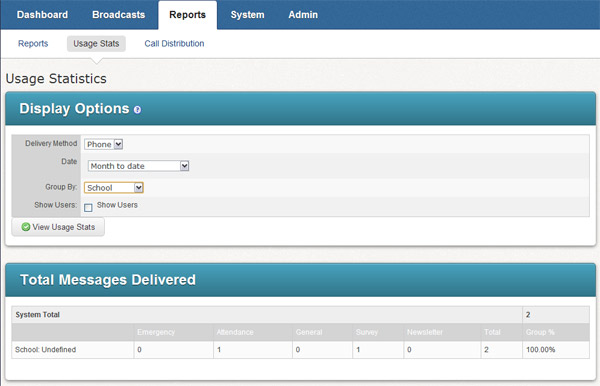 Dashboard Broadcasts Reports System Admin
Reports Usage Stats Call Distribution
Usage Statistics
Display Options ?
Delivery Method Phone
Date Month to date
Group By: School
Show Users: Show Users
View Usage Stats
Total Messages Delivered
System Total 2
Emergency Attendance General Survey Newsletter Total Group %
School: Undefined 0 1 0 1 0 2 100.00%